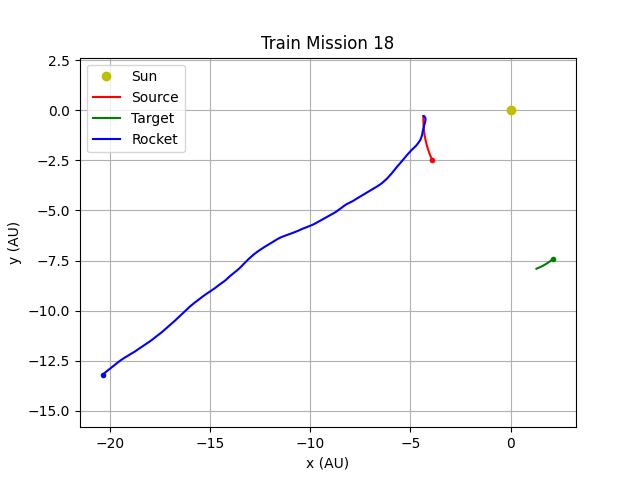 Train Mission 18
Sun
Source
Target
Rocket
2.5
0.0
−2.5
−5.0
−7.5
−10.0
−12.5
−15.0
y (AU)
−20
−15
−10
−5
0
x (AU)